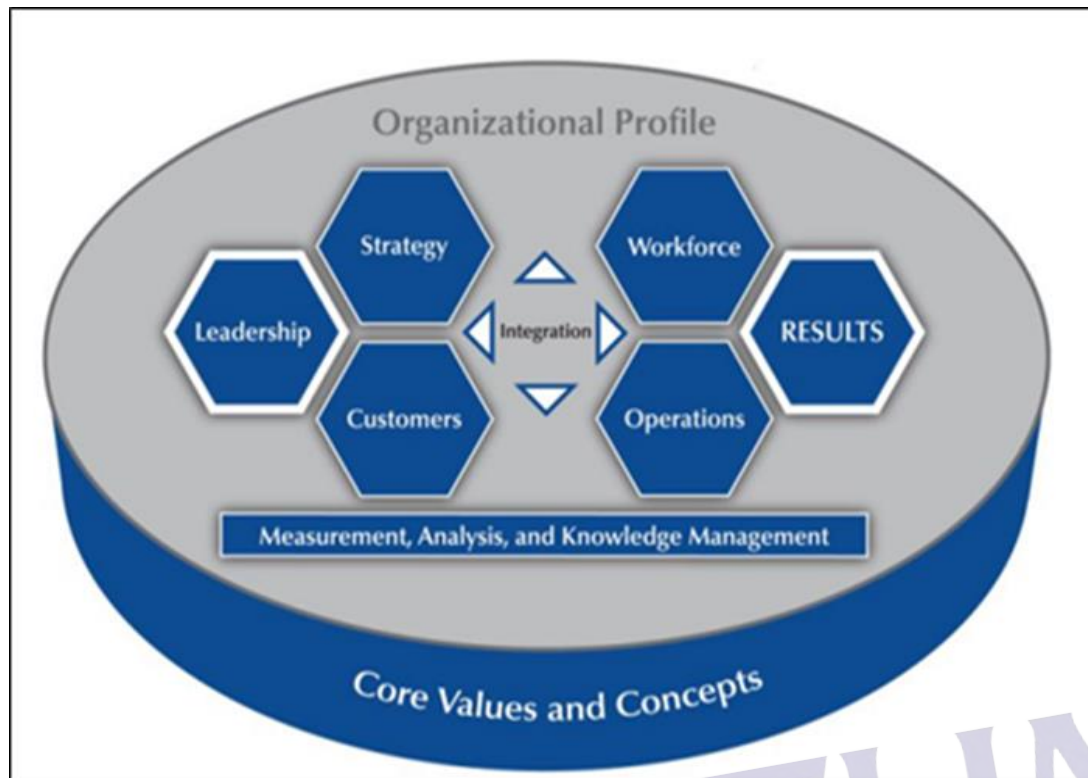 Organizational Profile
Strategy
Workforce
Leadership
Integration
RESULTS
Customers
Operations
Measurement, Analysis, and Knowledge Management
Core Values and Concepts